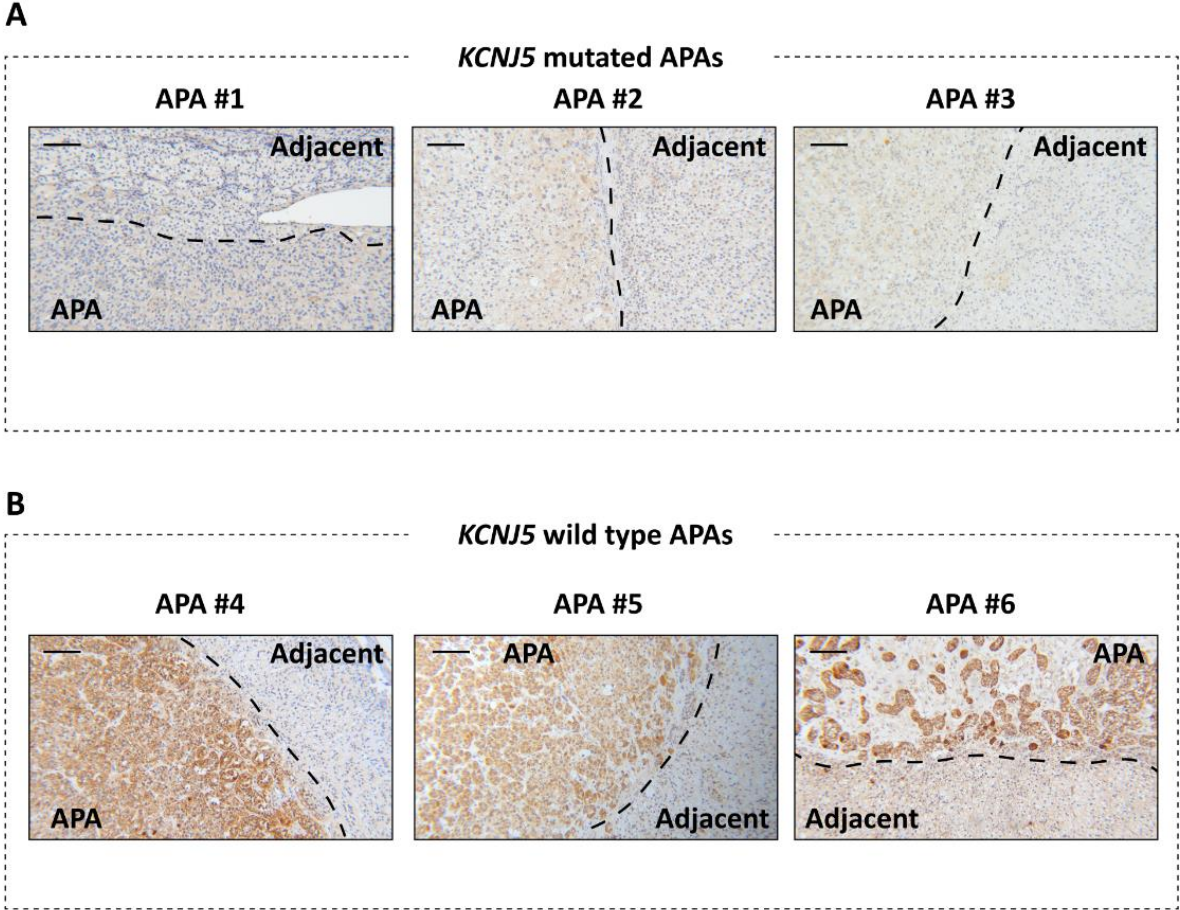 A
KCNJ5 mutated APAs
APA #1
APA #2
APA #3
Adjacent
Adjacent
Adjacent
APA
APA
APA
B
KCNJ5 wild type APAs
APA #4
APA #5
APA #6
Adjacent
APA
APA
APA
Adjacent
Adjacent